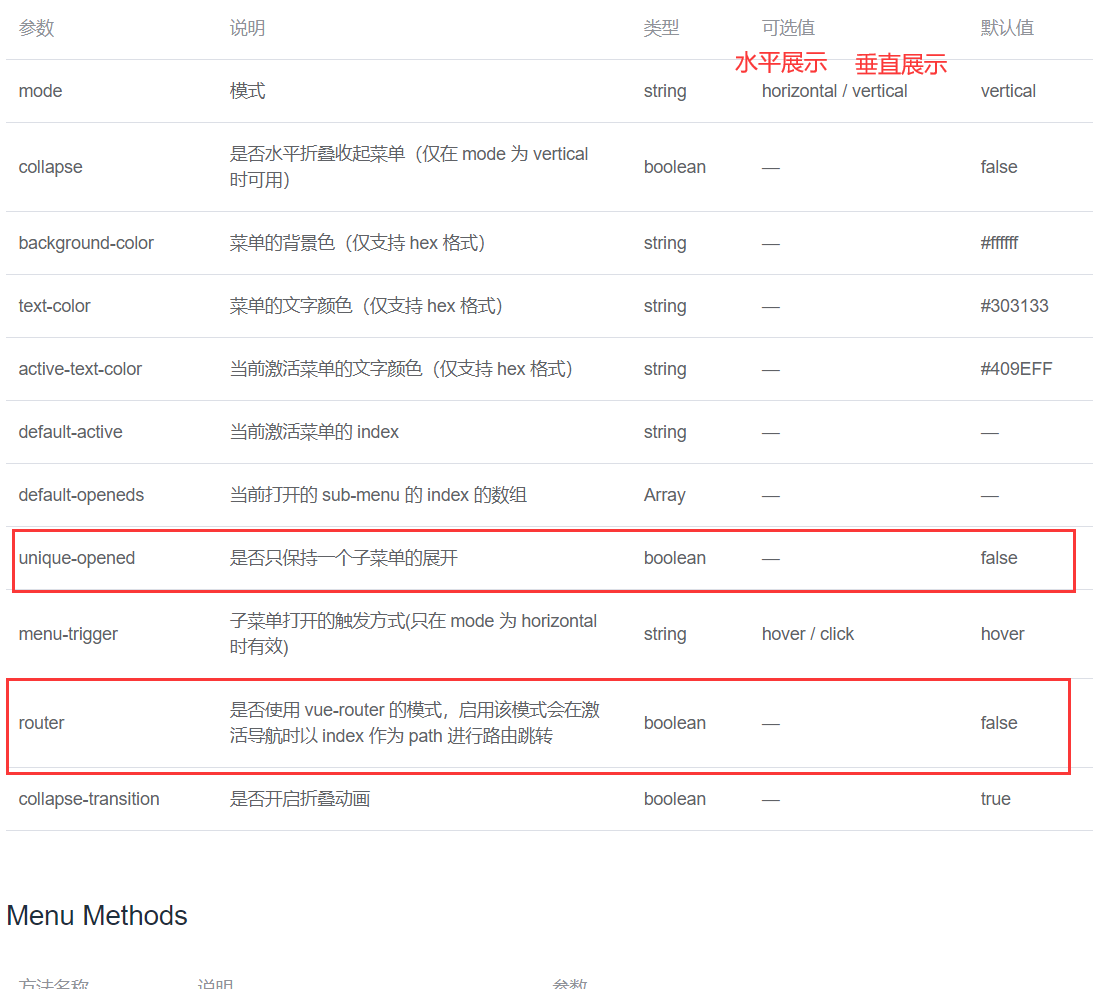 参数 说明 类型 可选值 默认值
水平展示 垂直展示
mode 模式 string horizontal / vertical vertical
collapse 是否水平折叠收起菜单（仅在 mode 为 vertical boolean — false
时可用）
background-color 菜单的背景色（仅支持 hex 格式） string — #ffffff
text-color 菜单的文字颜色（仅支持 hex 格式） string — #303133
active-text-color 当前激活菜单的文字颜色（仅支持 hex 格式） string — #409EFF
default-active 当前激活菜单的 index string — —
default-openeds 当前打开的 sub-menu 的 index 的数组 Array — —
unique-opened 是否只保持一个子菜单的展开 boolean — false
menu-trigger 子菜单打开的触发方式(只在 mode 为 horizontal string hover / click hover
时有效)
router 是否使用 vue-router 的模式，启用该模式会在激 boolean — false
活导航时以 index 作为 path 进行路由跳转
collapse-transition 是否开启折叠动画 boolean — true
Menu Methods
方法名称 说明 参数